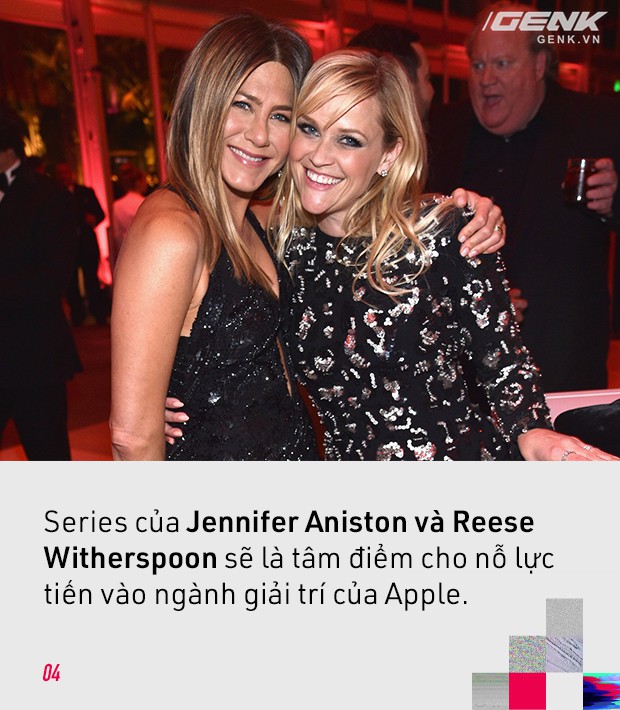 GENK
GENK.VN
Series của Jennifer Aniston và Reese
Witherspoon sẽ là tâm điểm cho nỗ lực
tiến vào ngành giải trí của Apple.
04